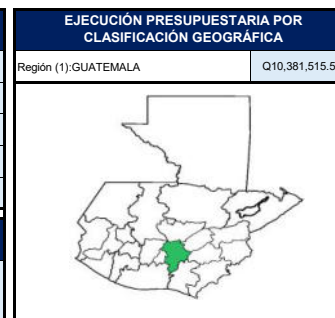 EJECUCIÓN PRESUPUESTARIA POR
CLASIFICACIÓN GEOGRÁFICA
Región (1):GUATEMALA Q10,381,515.5